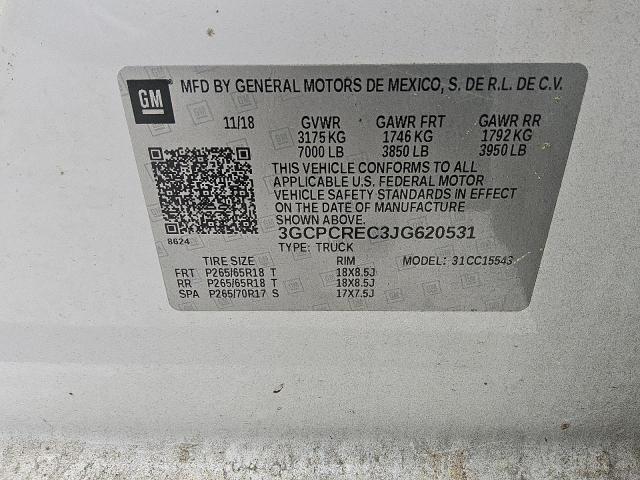 GM
MFD BY GENERAL MOTORS DE MEXICO, S. DE R.L. DE C.V.
11/18 GVWR GAWR FRT GAWR RR
3175 KG 1746 KG 1792 KG
7000 LB 3850 LB 3950 LB
THIS VEHICLE CONFORMS TO ALL
APPLICABLE U.S. FEDERAL MOTOR
VEHICLE SAFETY STANDARDS IN EFFECT
ON THE DATE OF MANUFACTURE
SHOWN ABOVE.
8624
3GCPCREC3JG620531
TYPE: TRUCK MODEL: 31CC15543
TIRE SIZE RIM
FRT P265/65R18 T 18X8.5J
RR P265/65R18 T 18X8.5J
SPA P265/70R17 S 17X7.5J